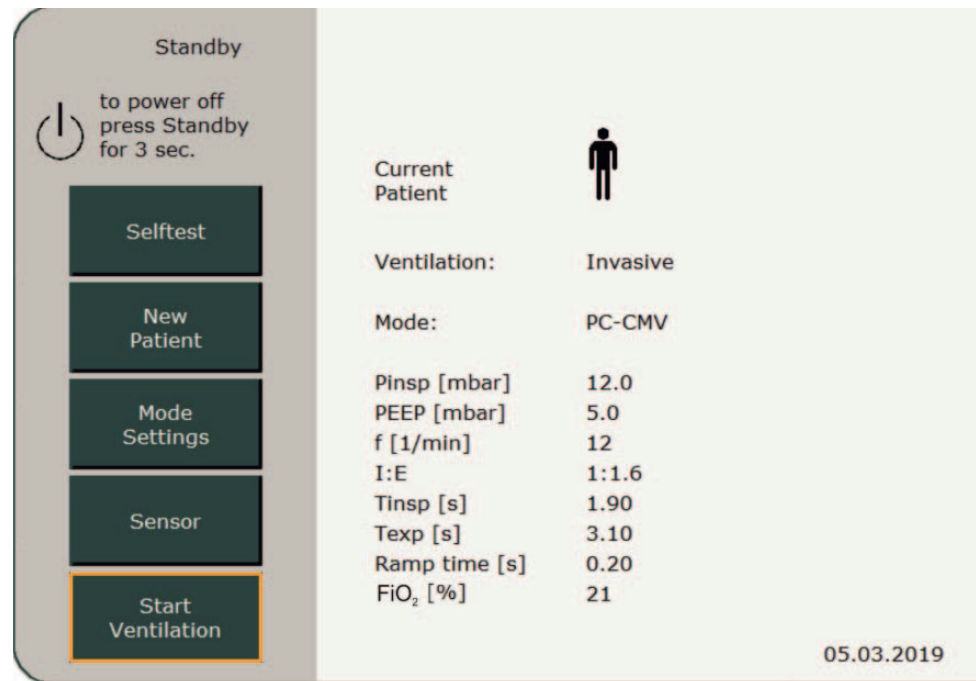 Standby
to power off
press Standby
for 3 sec.
Selftest
New
Patient
Mode
Settings
Sensor
Start
Ventilation
Current
Patient
Ventilation: Invasive
Mode: PC-CMV
Pinsp [mbar] 12.0
PEEP [mbar] 5.0
f [1/min] 12
I:E 1:1.6
Tinsp [s] 1.90
Texp [s] 3.10
Ramp time [s] 0.20
FiO₂ [%] 21
05.03.2019